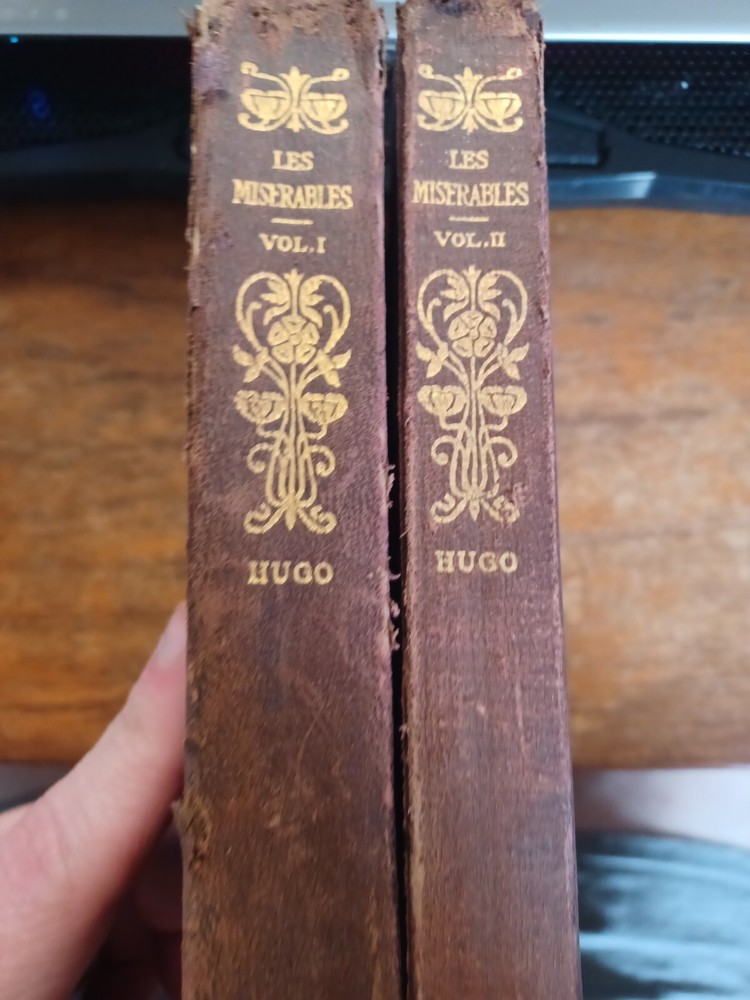 LES
MISERABLES
VOL. I
HUGO
LES
MISERABLES
VOL. II
HUGO